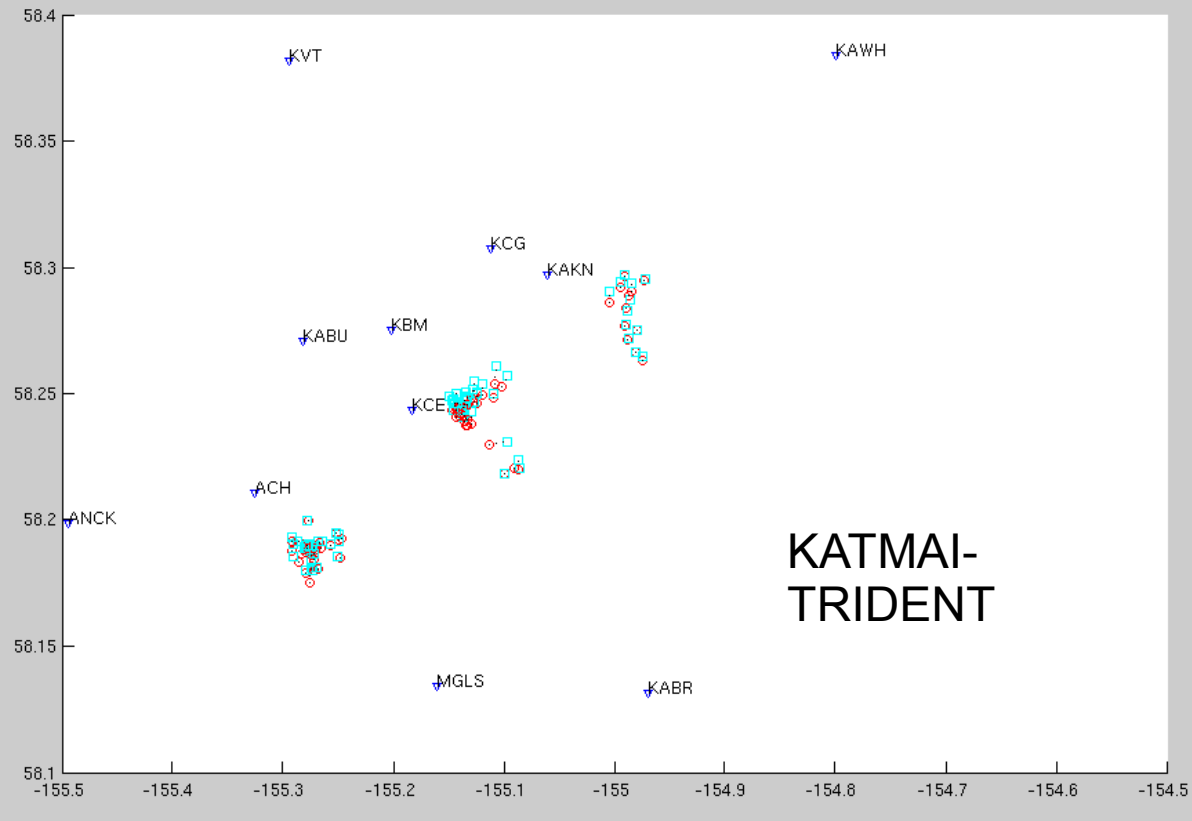 58.4
KVT
KAWH
58.35
KCG
58.3
KAKN
KBM
KABU
58.25
KCE
ACH
58.2
ANCK
KATMAI-
TRIDENT
58.15
MGLS
KABR
58.1
-155.5 -155.4 -155.3 -155.2 -155.1 -155 -154.9 -154.8 -154.7 -154.6 -154.5